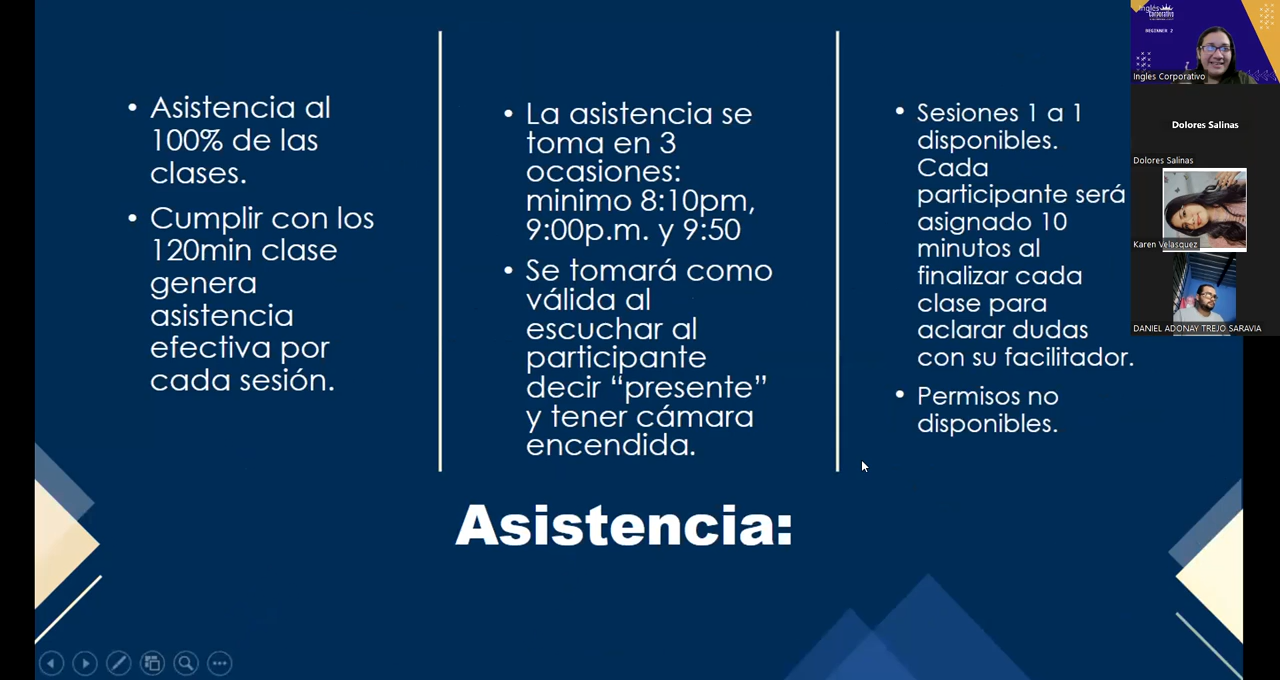 • Asistencia al
100% de las
clases.
• Cumplir con los
120min clase
genera
asistencia
efectiva por
cada sesión.
• La asistencia se
toma en 3
ocasiones:
minimo 8:10pm,
9:00p.m. y 9:50
• Se tomará como
válida al
escuchar al
participante
decir “presente”
y tener cámara
encendida.
• Sesiones 1 a 1
disponibles.
Cada
participante será
asignado 10
minutos al
finalizar cada
clase para
aclarar dudas
con su facilitador.
• Permisos no
disponibles.
Asistencia:
Inglés
Corporativo
BEGINNER 2
Ingles Corporativo
Dolores Salinas
Dolores Salinas
Karen Velasquez
DANIEL ADONAY TREJO SARAVIA